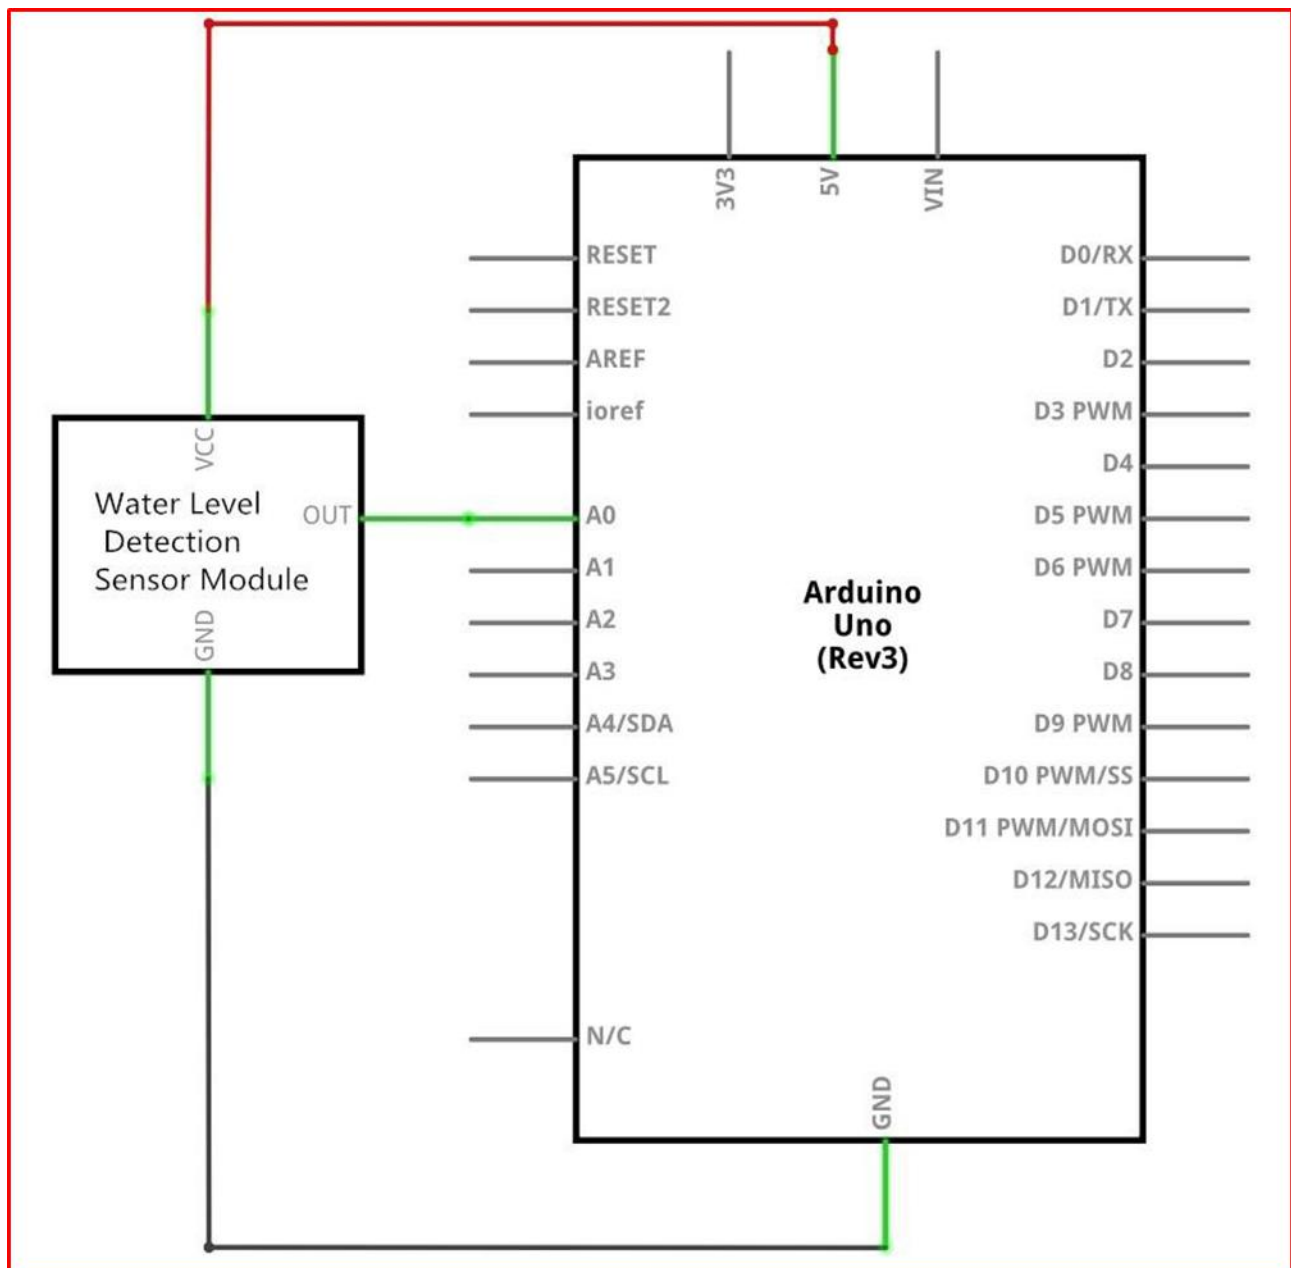 3V3
5V
VIN
RESET
RESET2
AREF
ioref
A0
A1
A2
A3
A4/SDA
A5/SCL
N/C
D0/RX
D1/TX
D2
D3 PWM
D4
D5 PWM
D6 PWM
D7
D8
D9 PWM
D10 PWM/SS
D11 PWM/MOSI
D12/MISO
D13/SCK
GND
Arduino
Uno
(Rev3)
VCC
Water Level
Detection
Sensor Module
OUT
GND